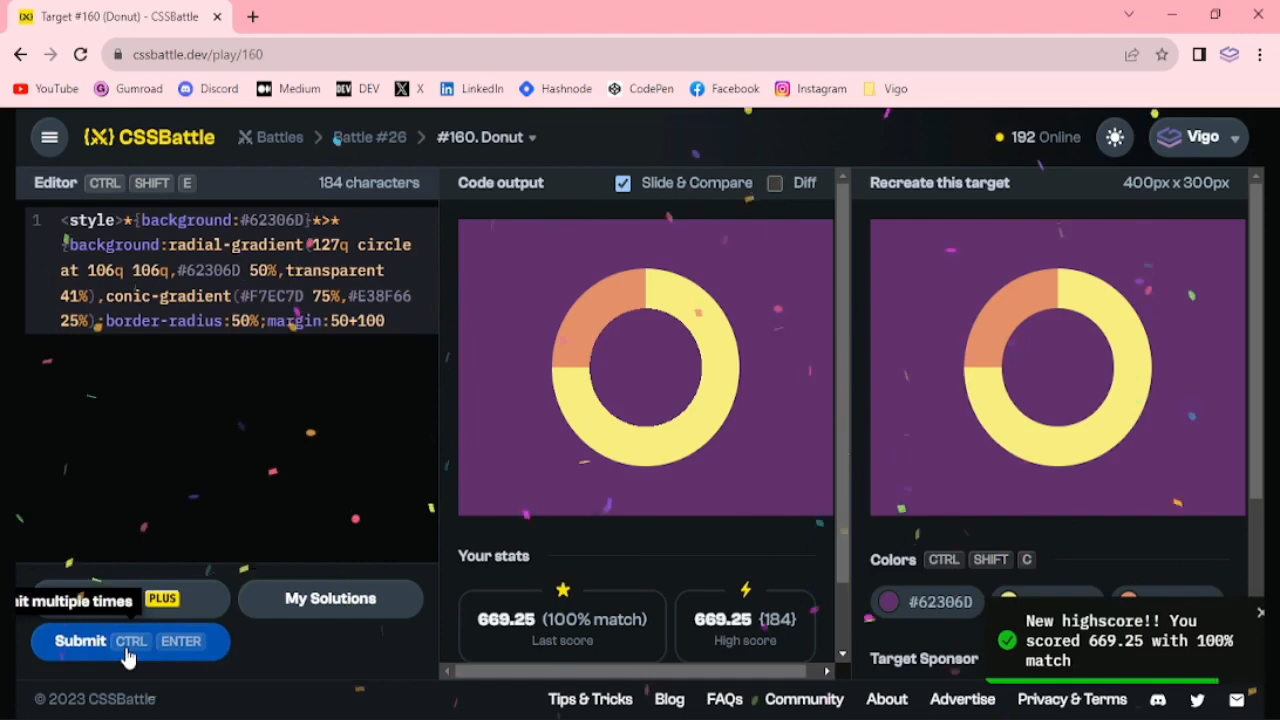 Target #160 (Donut) - CSSBattle
cssbattle.dev/play/160
YouTube Gumroad Discord Medium DEV X LinkedIn Hashnode CodePen Facebook Instagram Vigo
{X} CSSBattle Battles > Battle #26 > #160. Donut 192 Online Vigo
Editor CTRL SHIFT E 184 characters Code output Slide & Compare Diff Recreate this target 400px x 300px
1 <style>*{background:#62306D}*>*
{background:radial-gradient(127q circle
at 106q 106q,#62306D 50%,transparent
41%),conic-gradient(#F7EC7D 75%,#E38F66
25%);border-radius:50%;margin:50+100
Your stats
Colors CTRL SHIFT C
it multiple times PLUS My Solutions
#62306D
669.25 (100% match) 669.25 {184}
Last score High score
New highscore!! You
scored 669.25 with 100%
match
Submit CTRL ENTER
Target Sponsor
© 2023 CSSBattle Tips & Tricks Blog FAQs Community About Advertise Privacy & Terms